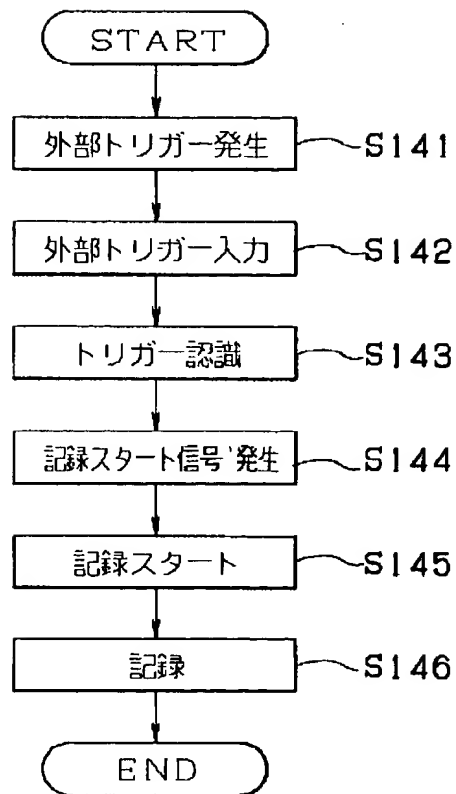 START
外部トリガー発生 S141
外部トリガー入力 S142
トリガー認識 S143
記録スタート信号発生 S144
記録スタート S145
記録 S146
END